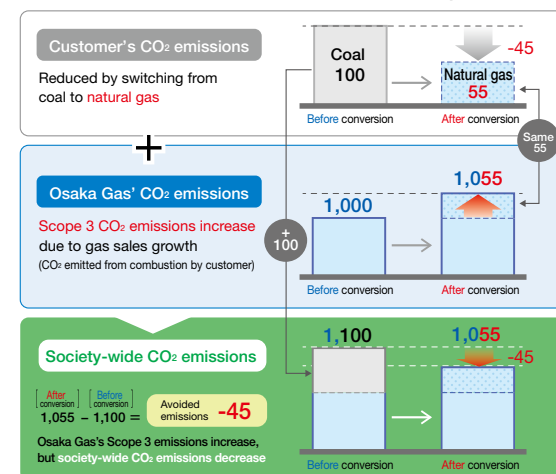 Customer's CO₂ emissions
Reduced by switching from
coal to natural gas
Coal
100
-45
Natural gas
55
Before conversion
After conversion
Same
55
+
Osaka Gas' CO₂ emissions
Scope 3 CO₂ emissions increase
due to gas sales growth
(CO₂ emitted from combustion by customer)
+
100
1,000
1,055
Before conversion
After conversion
Society-wide CO₂ emissions
[After conversion] [Before conversion]
1,055 − 1,100 =
Avoided
emissions -45
Osaka Gas's Scope 3 emissions increase,
but society-wide CO₂ emissions decrease
1,100
1,055
-45
Before conversion
After conversion